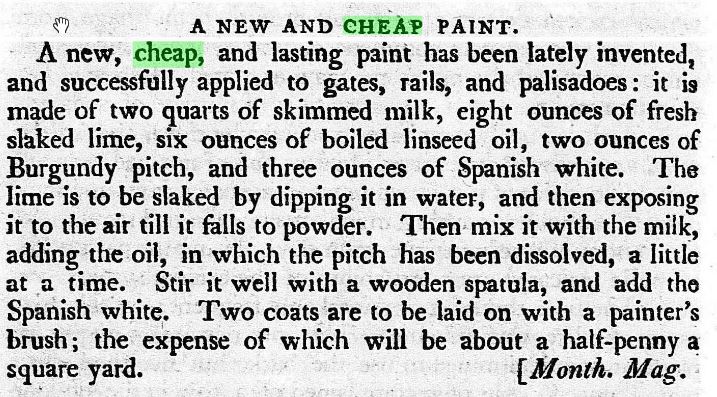 A NEW AND CHEAP PAINT.
A new, cheap, and lasting paint has been lately invented,
and successfully applied to gates, rails, and palisadoes: it is
made of two quarts of skimmed milk, eight ounces of fresh
slaked lime, six ounces of boiled linseed oil, two ounces of
Burgundy pitch, and three ounces of Spanish white. The
lime is to be slaked by dipping it in water, and then exposing
it to the air till it falls to powder. Then mix it with the milk,
adding the oil, in which the pitch has been dissolved, a little
at a time. Stir it well with a wooden spatula, and add the
Spanish white. Two coats are to be laid on with a painter's
brush; the expense of which will be about a half-penny a
square yard. [Month. Mag.